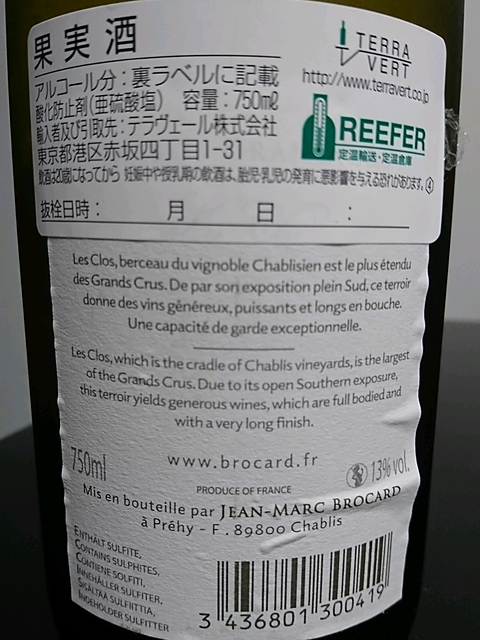 果実酒
TERRA
VERT
アルコール分：裏ラベルに記載
http://www.terravert.co.jp
酸化防止剤(亜硫酸塩) 容量：750mℓ
輸入者及び引取先：テラヴェール株式会社
東京都港区赤坂四丁目1-31
REEFER
定温輸送・定温倉庫
飲酒は20歳になってから 妊娠中や授乳期の飲酒は、胎児・乳児の発育に悪影響を与える恐れがあります。④
抜栓日時： 月 日 ：
Les Clos, berceau du vignoble Chablisien est le plus étendu
des Grands Crus. De par son exposition plein Sud, ce terroir
donne des vins généreux, puissants et longs en bouche.
Une capacité de garde exceptionnelle.
Les Clos, which is the cradle of Chablis vineyards, is the largest
of the Grands Crus. Due to its open Southern exposure,
this terroir yields generous wines, which are full bodied and
with a very long finish.
750ml
www.brocard.fr
13% vol.
PRODUCE OF FRANCE
Mis en bouteille par JEAN-MARC BROCARD
à Préhy - F . 89800 Chablis
ENTHÄLT SULFITE,
CONTAINS SULPHITES,
CONTIENE SOLFITI,
INNEHÅLLER SULFITER,
SISÄLTÄÄ SULFIITTIA,
INDEHOLDER SULFITTER
3 436801 300419